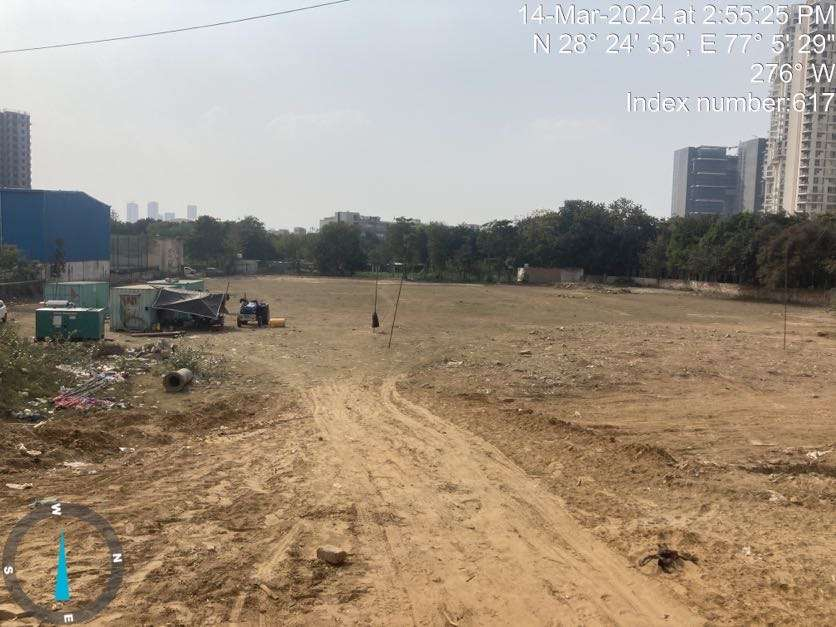 14-Mar-2024 at 2:55:25 PM
N 28° 24' 35", E 77° 5' 29"
276° W
Index number:617
W
N
S
E